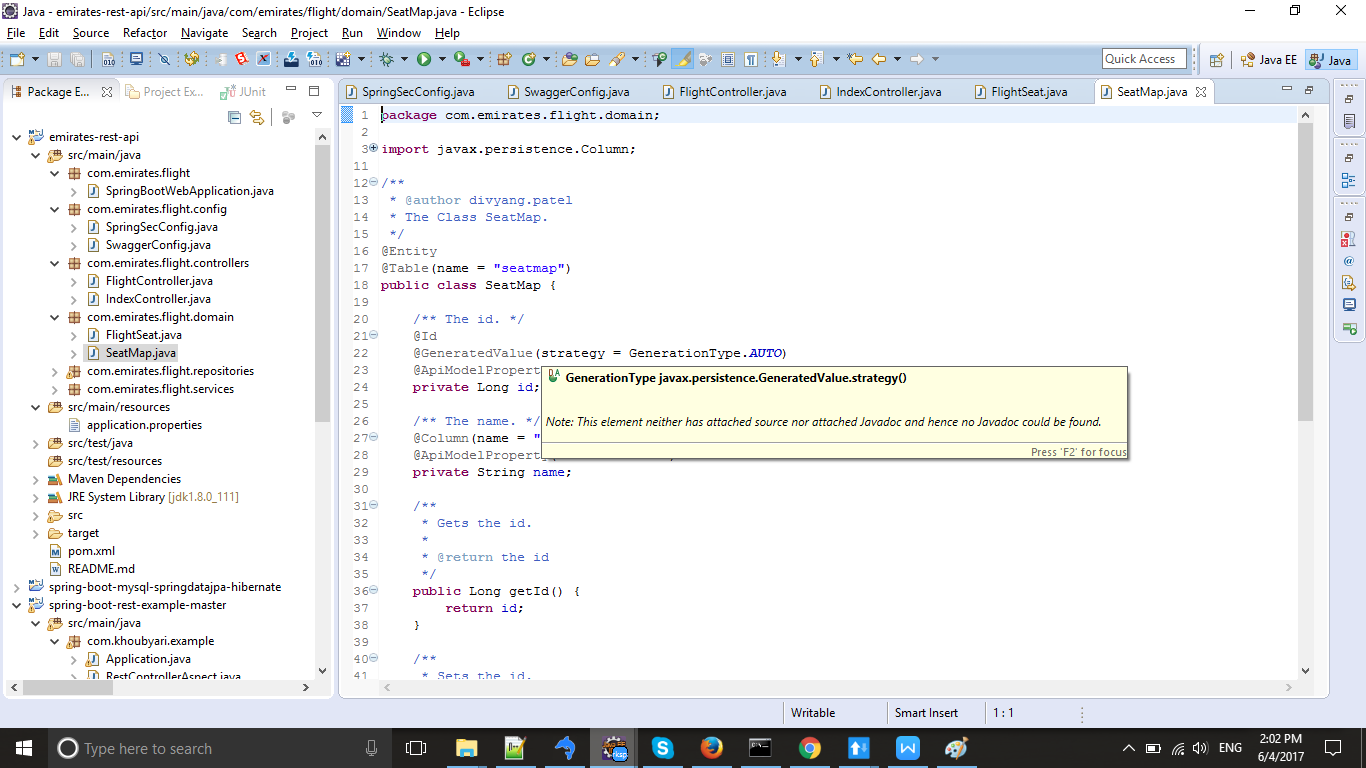 Java - emirates-rest-api/src/main/java/com/emirates/flight/domain/SeatMap.java - Eclipse
File Edit Source Refactor Navigate Search Project Run Window Help
Quick Access Java EE Java
Package E... Project Ex... JUnit
SpringSecConfig.java SwaggerConfig.java FlightController.java IndexController.java FlightSeat.java SeatMap.java
emirates-rest-api
src/main/java
com.emirates.flight
SpringBootWebApplication.java
com.emirates.flight.config
SpringSecConfig.java
SwaggerConfig.java
com.emirates.flight.controllers
FlightController.java
IndexController.java
com.emirates.flight.domain
FlightSeat.java
SeatMap.java
com.emirates.flight.repositories
com.emirates.flight.services
src/main/resources
application.properties
src/test/java
src/test/resources
Maven Dependencies
JRE System Library [jdk1.8.0_111]
src
target
pom.xml
README.md
spring-boot-mysql-springdatajpa-hibernate
spring-boot-rest-example-master
src/main/java
com.khoubyari.example
Application.java
RestControllerAspect.java
1 package com.emirates.flight.domain;
2
3 import javax.persistence.Column;
11
12 /**
13 * @author divyang.patel
14 * The Class SeatMap.
15 */
16 @Entity
17 @Table(name = "seatmap")
18 public class SeatMap {
19
20 /** The id. */
21 @Id
22 @GeneratedValue(strategy = GenerationType.AUTO)
23 @ApiModelPropert
24 private Long id;
25
26 /** The name. */
27 @Column(name = "
28 @ApiModelProperty
29 private String name;
30
31 /**
32 * Gets the id.
33 *
34 * @return the id
35 */
36 public Long getId() {
37 return id;
38 }
39
40 /**
41 * Sets the id.
GenerationType javax.persistence.GeneratedValue.strategy()
Note: This element neither has attached source nor attached Javadoc and hence no Javadoc could be found.
Press 'F2' for focus
Writable Smart Insert 1 : 1
Type here to search
ENG
2:02 PM
6/4/2017